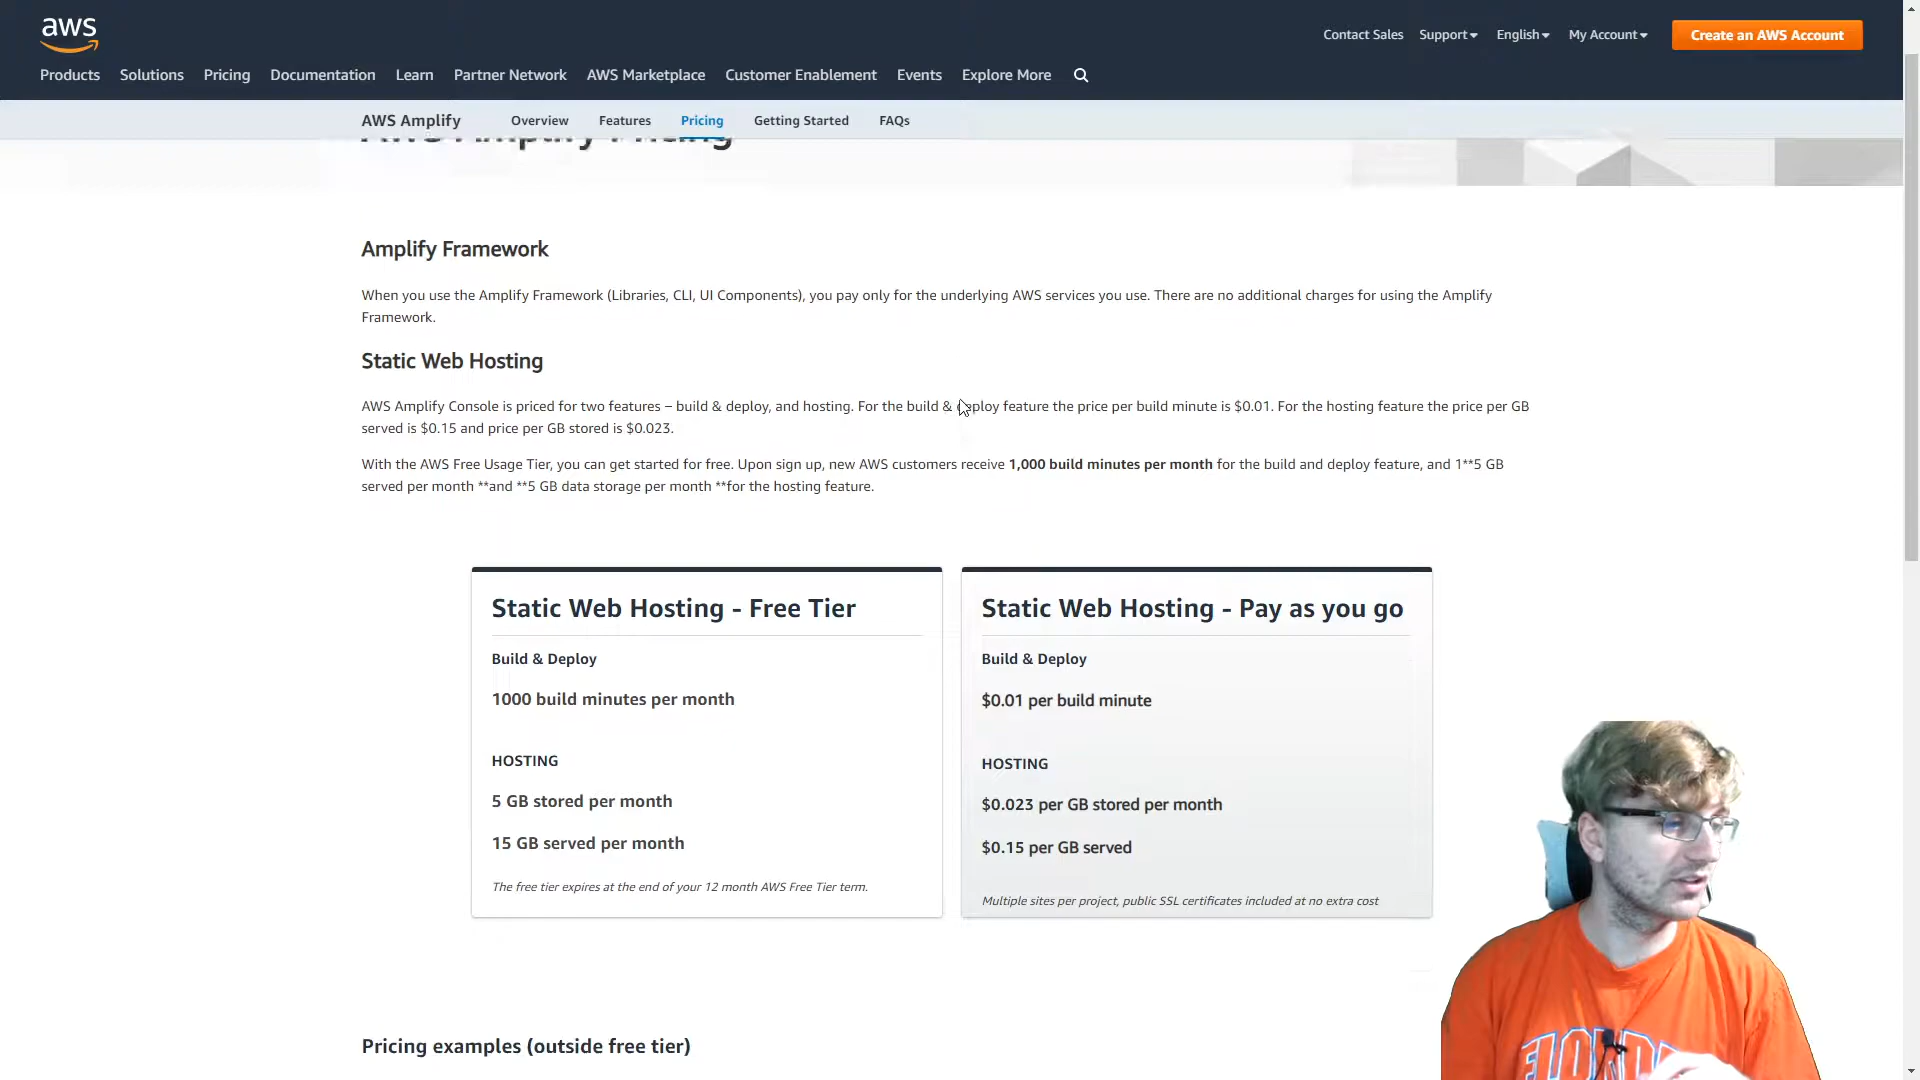 aws
Contact Sales Support English My Account Create an AWS Account
Products Solutions Pricing Documentation Learn Partner Network AWS Marketplace Customer Enablement Events Explore More
AWS Amplify Overview Features Pricing Getting Started FAQs
AWS Amplify Pricing
Amplify Framework
When you use the Amplify Framework (Libraries, CLI, UI Components), you pay only for the underlying AWS services you use. There are no additional charges for using the Amplify
Framework.
Static Web Hosting
AWS Amplify Console is priced for two features – build & deploy, and hosting. For the build & deploy feature the price per build minute is $0.01. For the hosting feature the price per GB
served is $0.15 and price per GB stored is $0.023.
With the AWS Free Usage Tier, you can get started for free. Upon sign up, new AWS customers receive 1,000 build minutes per month for the build and deploy feature, and 1**5 GB
served per month **and **5 GB data storage per month **for the hosting feature.
Static Web Hosting - Free Tier
Build & Deploy
1000 build minutes per month
HOSTING
5 GB stored per month
15 GB served per month
The free tier expires at the end of your 12 month AWS Free Tier term.
Static Web Hosting - Pay as you go
Build & Deploy
$0.01 per build minute
HOSTING
$0.023 per GB stored per month
$0.15 per GB served
Multiple sites per project, public SSL certificates included at no extra cost
Pricing examples (outside free tier)